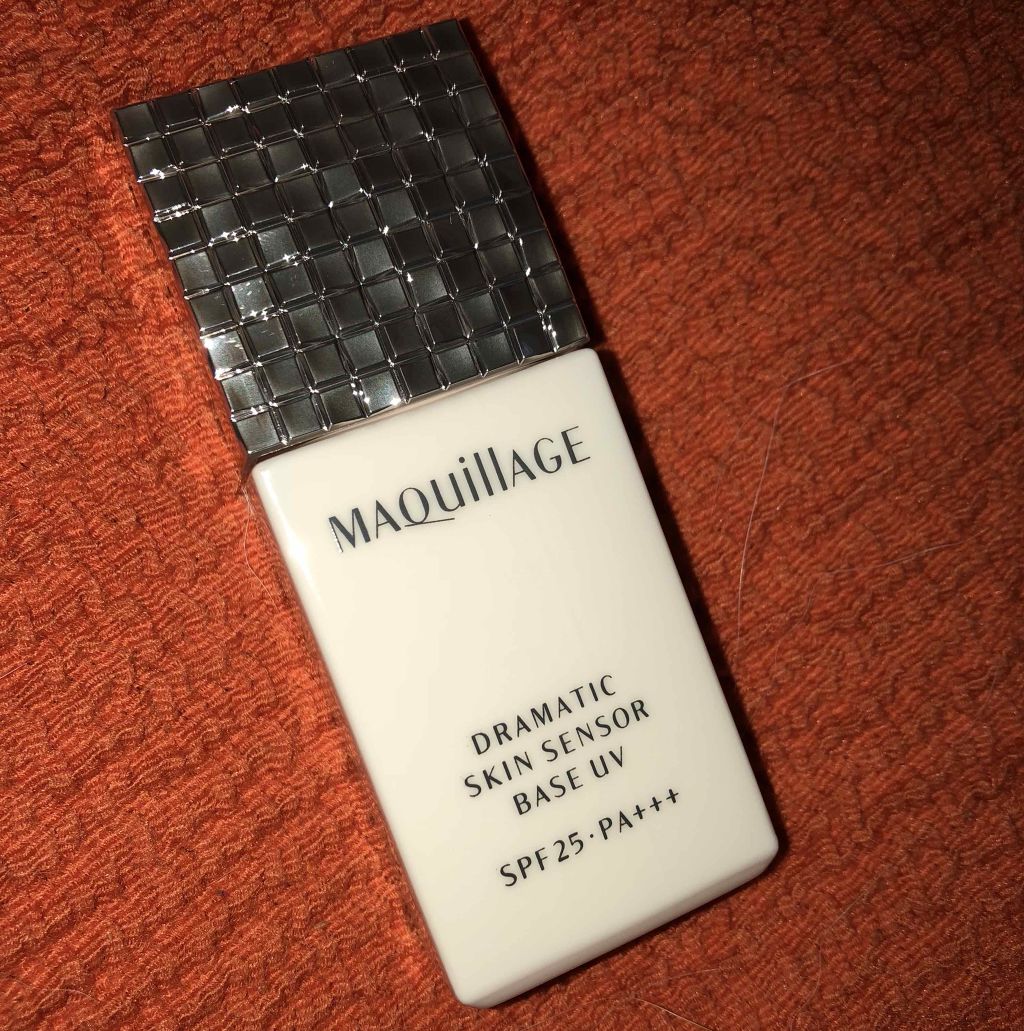 MAQuillAGE
DRAMATIC
SKIN SENSOR
BASE UV
SPF25·PA+++